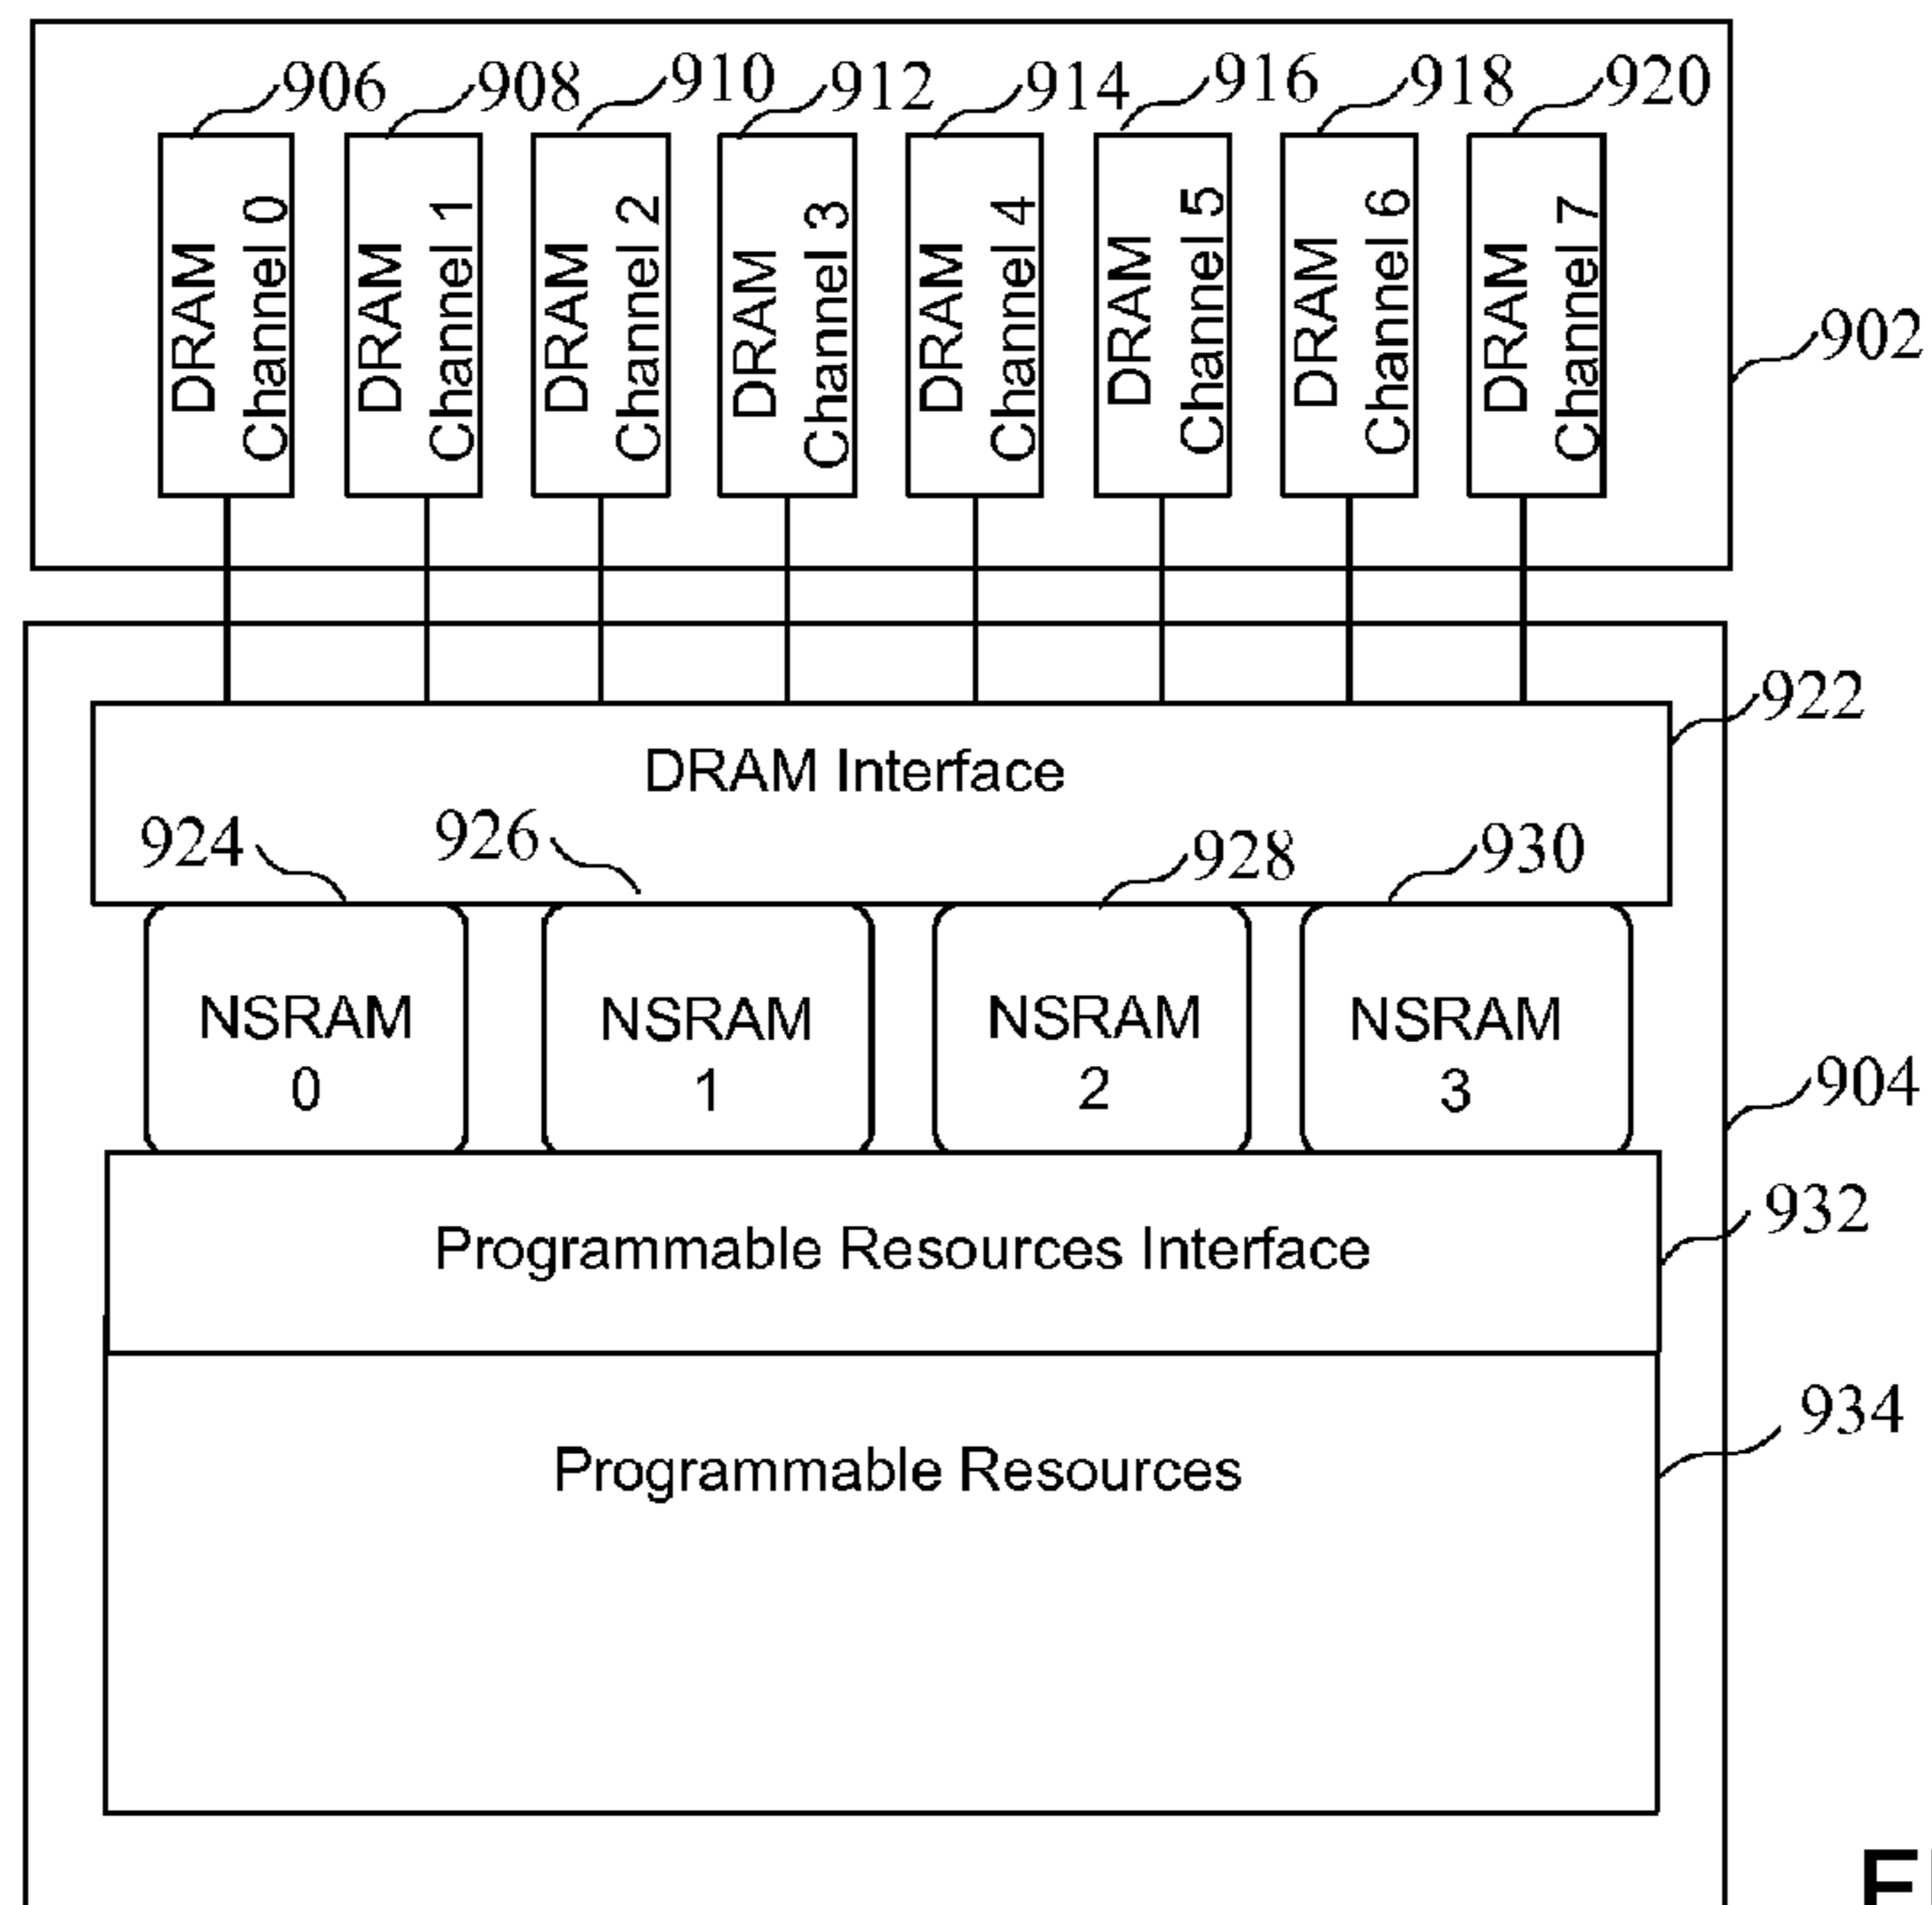 906 908 910 912 914 916 918 920
DRAM
Channel 0
DRAM
Channel 1
DRAM
Channel 2
DRAM
Channel 3
DRAM
Channel 4
DRAM
Channel 5
DRAM
Channel 6
DRAM
Channel 7
902
922
DRAM Interface
924 926 928 930
NSRAM
0
NSRAM
1
NSRAM
2
NSRAM
3
904
932
Programmable Resources Interface
934
Programmable Resources